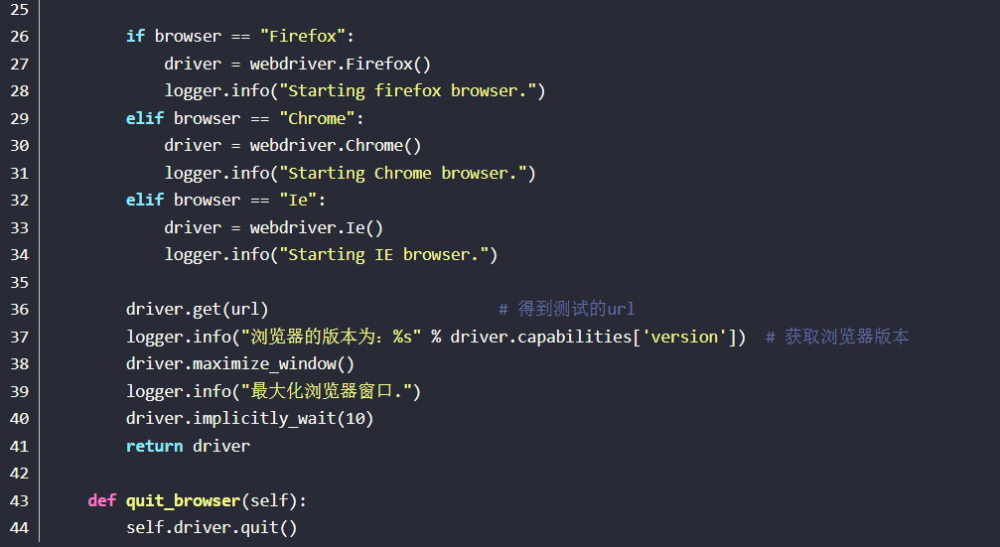 25
26 if browser == "Firefox":
27 driver = webdriver.Firefox()
28 logger.info("Starting firefox browser.")
29 elif browser == "Chrome":
30 driver = webdriver.Chrome()
31 logger.info("Starting Chrome browser.")
32 elif browser == "Ie":
33 driver = webdriver.Ie()
34 logger.info("Starting IE browser.")
35
36 driver.get(url) # 得到测试的url
37 logger.info("浏览器的版本为：%s" % driver.capabilities['version']) # 获取浏览器版本
38 driver.maximize_window()
39 logger.info("最大化浏览器窗口.")
40 driver.implicitly_wait(10)
41 return driver
42
43 def quit_browser(self):
44 self.driver.quit()